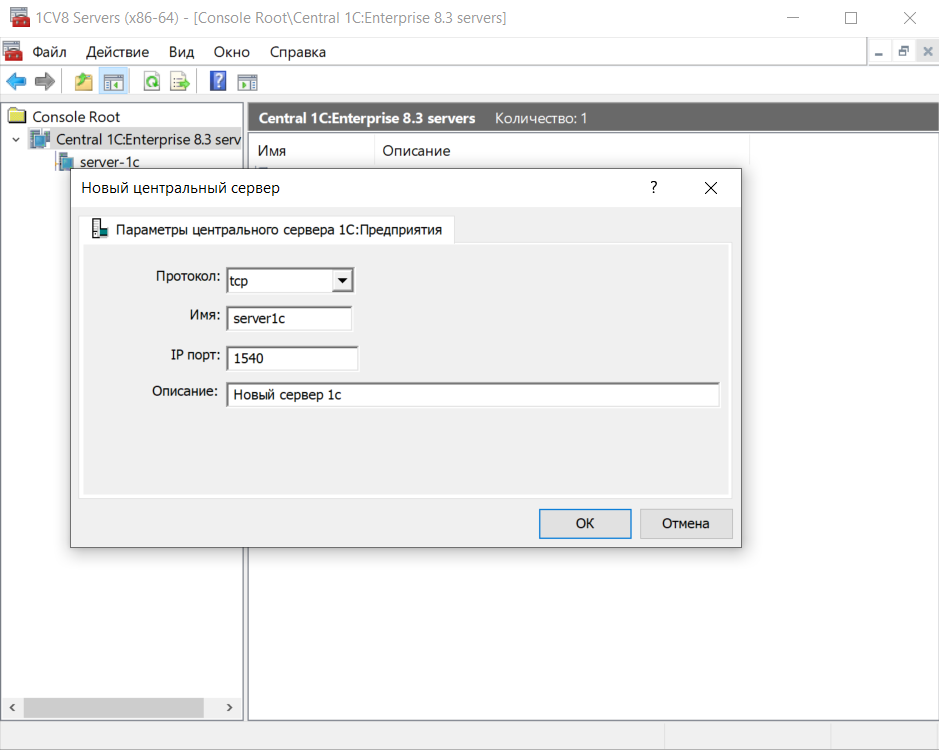 1CV8 Servers (x86-64) - [Console Root\Central 1C:Enterprise 8.3 servers]
Файл Действие Вид Окно Справка
Console Root
Central 1C:Enterprise 8.3 serv
server-1c
Central 1C:Enterprise 8.3 servers Количество: 1
Имя Описание
Новый центральный сервер
Параметры центрального сервера 1С:Предприятия
Протокол: tcp
Имя: server1c
IP порт: 1540
Описание: Новый сервер 1с
OK Отмена